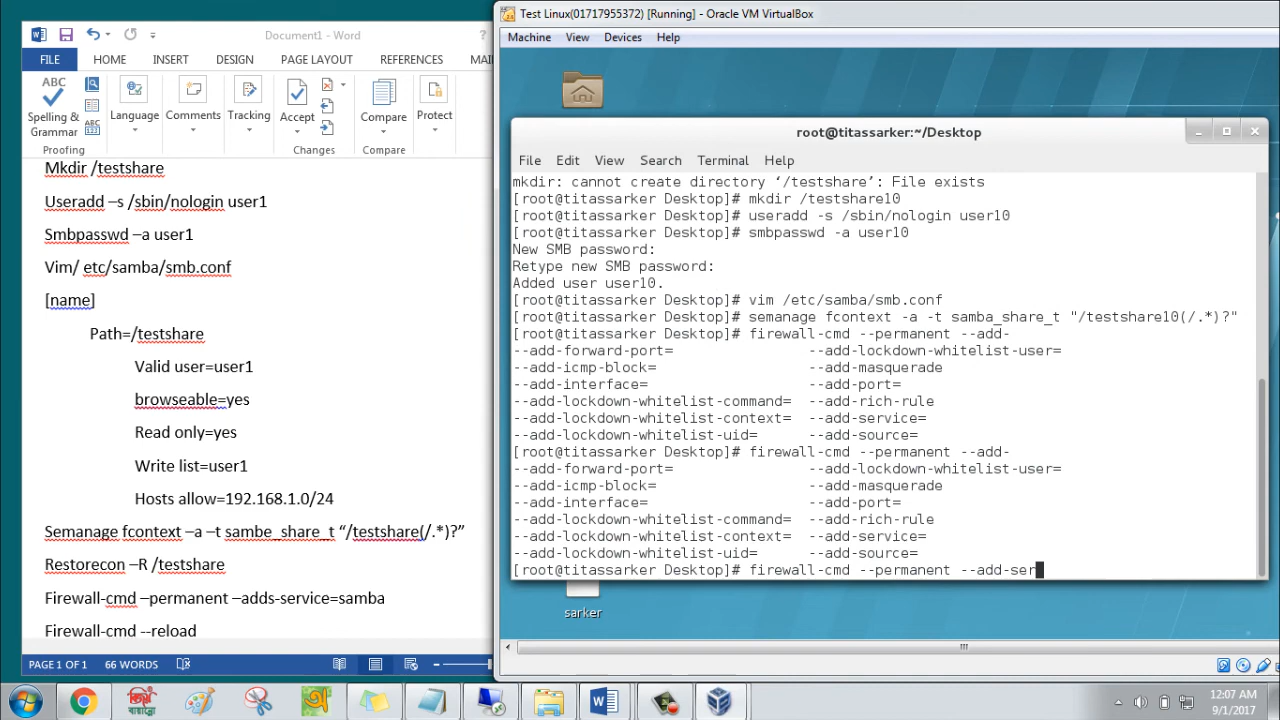 Document1 - Word
FILE HOME INSERT DESIGN PAGE LAYOUT REFERENCES MAI
Spelling & Grammar
Language
Comments
Tracking
Accept
Compare
Protect
Proofing
Changes
Compare
Mkdir /testshare
Useradd –s /sbin/nologin user1
Smbpasswd –a user1
Vim/ etc/samba/smb.conf
[name]
Path=/testshare
Valid user=user1
browseable=yes
Read only=yes
Write list=user1
Hosts allow=192.168.1.0/24
Semanage fcontext –a –t sambe_share_t “/testshare(/.*)?”
Restorecon –R /testshare
Firewall-cmd –permanent –adds-service=samba
Firewall-cmd --reload
PAGE 1 OF 1 66 WORDS
Test Linux(01717955372) [Running] - Oracle VM VirtualBox
Machine View Devices Help
root@titassarker:~/Desktop
File Edit View Search Terminal Help
mkdir: cannot create directory ‘/testshare’: File exists
[root@titassarker Desktop]# mkdir /testshare10
[root@titassarker Desktop]# useradd -s /sbin/nologin user10
[root@titassarker Desktop]# smbpasswd -a user10
New SMB password:
Retype new SMB password:
Added user user10.
[root@titassarker Desktop]# vim /etc/samba/smb.conf
[root@titassarker Desktop]# semanage fcontext -a -t samba_share_t "/testshare10(/.*)?"
[root@titassarker Desktop]# firewall-cmd --permanent --add-
--add-forward-port= --add-lockdown-whitelist-user=
--add-icmp-block= --add-masquerade
--add-interface= --add-port=
--add-lockdown-whitelist-command= --add-rich-rule
--add-lockdown-whitelist-context= --add-service=
--add-lockdown-whitelist-uid= --add-source=
[root@titassarker Desktop]# firewall-cmd --permanent --add-
--add-forward-port= --add-lockdown-whitelist-user=
--add-icmp-block= --add-masquerade
--add-interface= --add-port=
--add-lockdown-whitelist-command= --add-rich-rule
--add-lockdown-whitelist-context= --add-service=
--add-lockdown-whitelist-uid= --add-source=
[root@titassarker Desktop]# firewall-cmd --permanent --add-ser
sarker
12:07 AM
9/1/2017